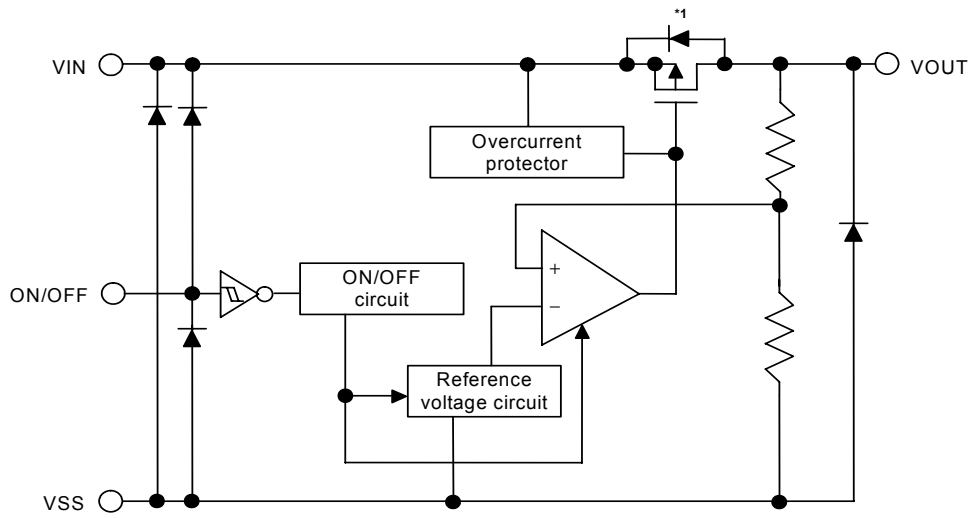 *1
VIN
VOUT
Overcurrent
protector
+
−
ON/OFF
ON/OFF
circuit
Reference
voltage circuit
VSS